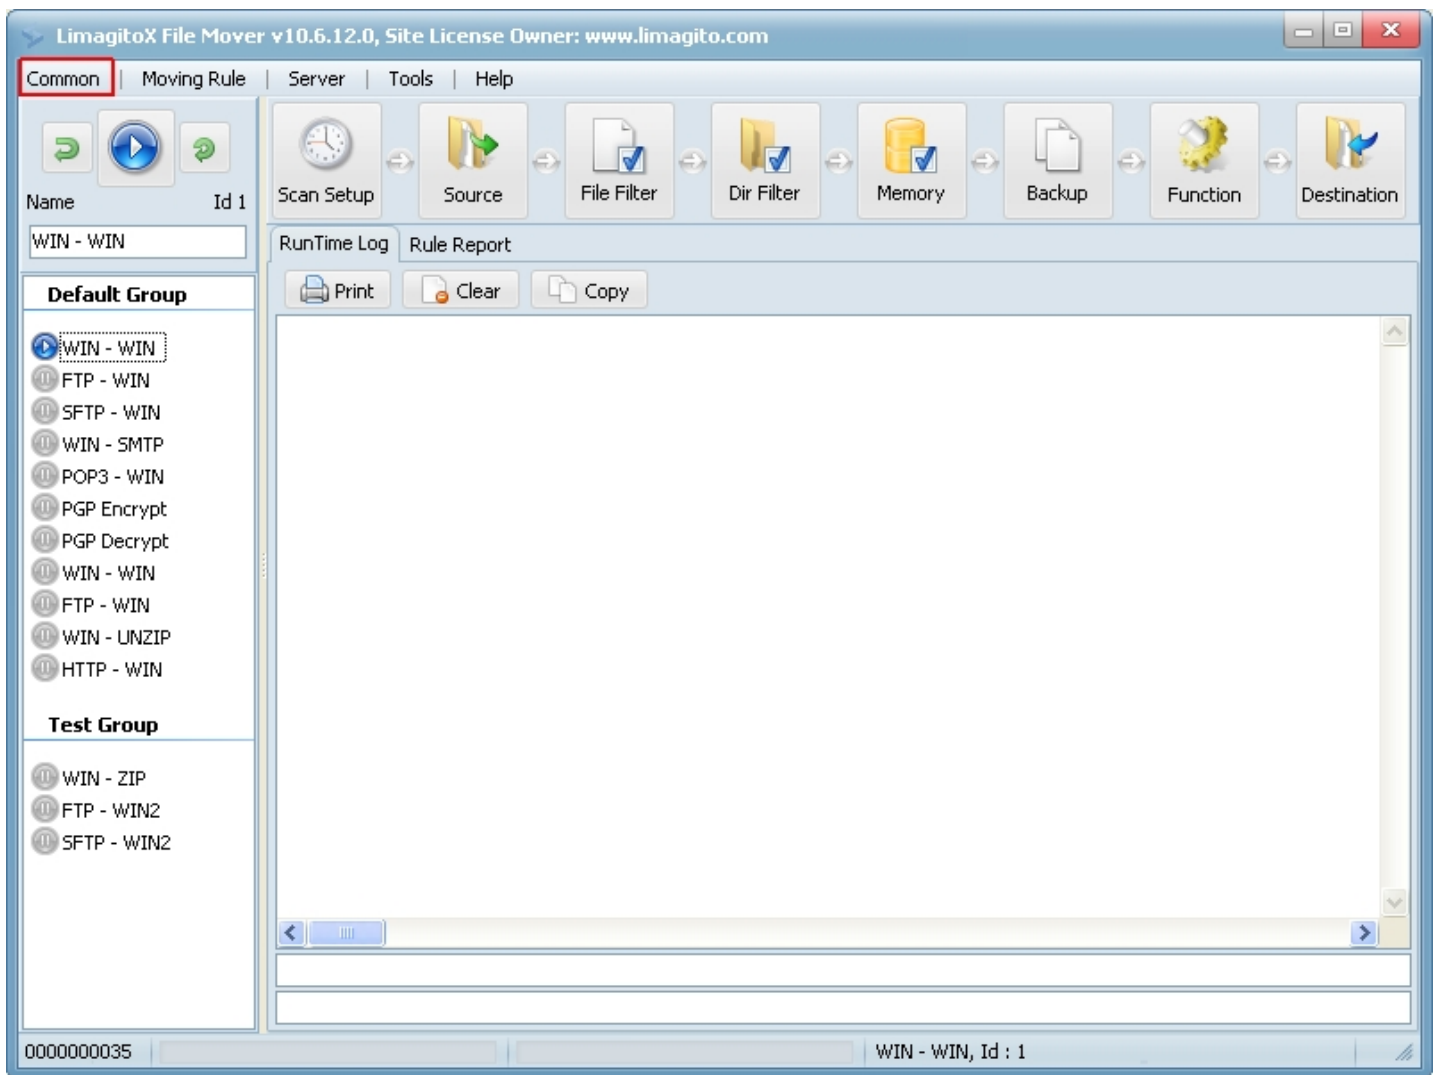 LimagitoX File Mover v10.6.12.0, Site License Owner: www.limagito.com
Common | Moving Rule | Server | Tools | Help
Scan Setup Source File Filter Dir Filter Memory Backup Function Destination
Name Id 1
WIN - WIN
RunTime Log Rule Report
Print Clear Copy
Default Group
WIN - WIN
FTP - WIN
SFTP - WIN
WIN - SMTP
POP3 - WIN
PGP Encrypt
PGP Decrypt
WIN - WIN
FTP - WIN
WIN - UNZIP
HTTP - WIN
Test Group
WIN - ZIP
FTP - WIN2
SFTP - WIN2
0000000035 WIN - WIN, Id : 1